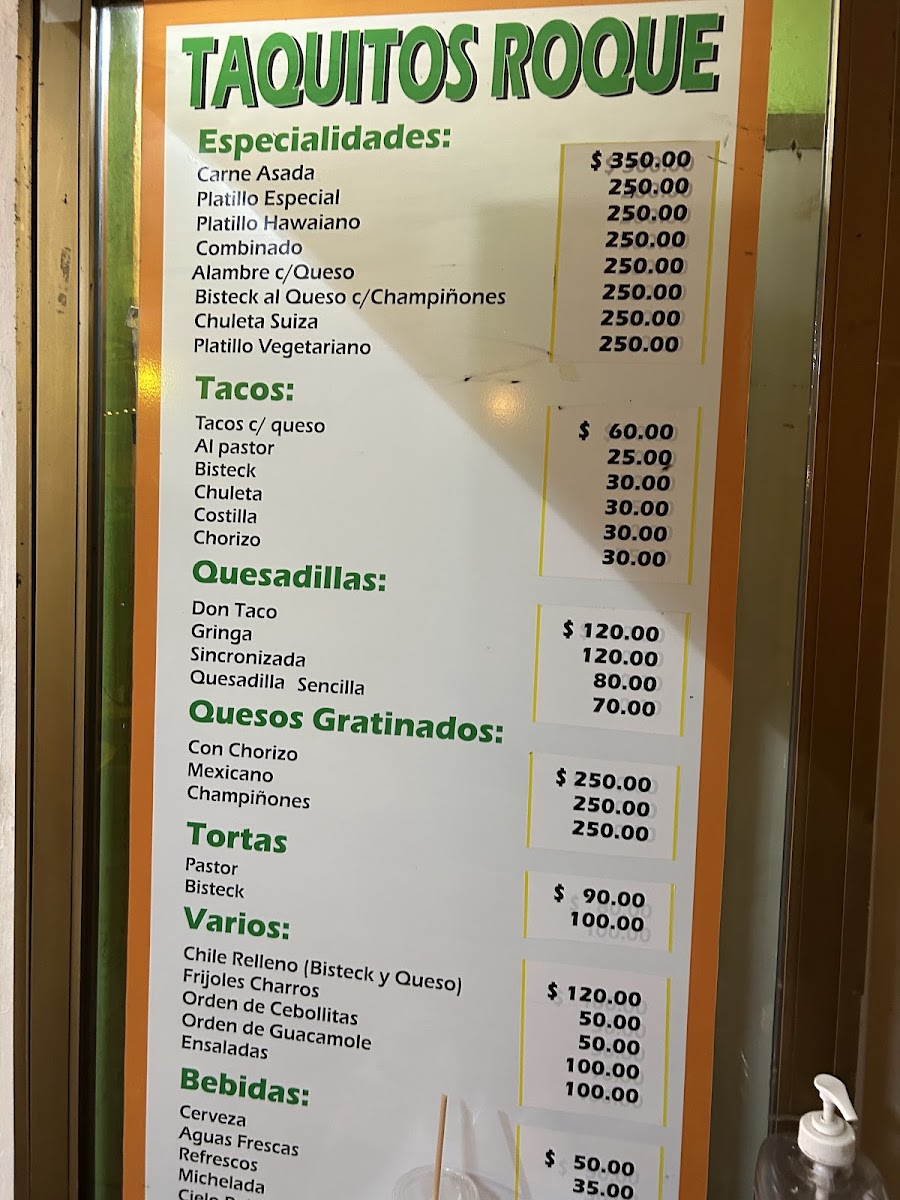 TAQUITOS ROQUE
Especialidades:
Carne Asada $ 350.00
Platillo Especial 250.00
Platillo Hawaiano 250.00
Combinado 250.00
Alambre c/Queso 250.00
Bisteck al Queso c/Champiñones 250.00
Chuleta Suiza 250.00
Platillo Vegetariano 250.00
Tacos:
Tacos c/ queso $ 60.00
Al pastor 25.00
Bisteck 30.00
Chuleta 30.00
Costilla 30.00
Chorizo 30.00
Quesadillas:
Don Taco $ 120.00
Gringa 120.00
Sincronizada 80.00
Quesadilla Sencilla 70.00
Quesos Gratinados:
Con Chorizo $ 250.00
Mexicano 250.00
Champiñones 250.00
Tortas
Pastor $ 90.00
Bisteck 100.00
Varios:
Chile Relleno (Bisteck y Queso) $ 120.00
Frijoles Charros 50.00
Orden de Cebollitas 50.00
Orden de Guacamole 100.00
Ensaladas 100.00
Bebidas:
Cerveza $ 50.00
Aguas Frescas 35.00
Refrescos
Michelada